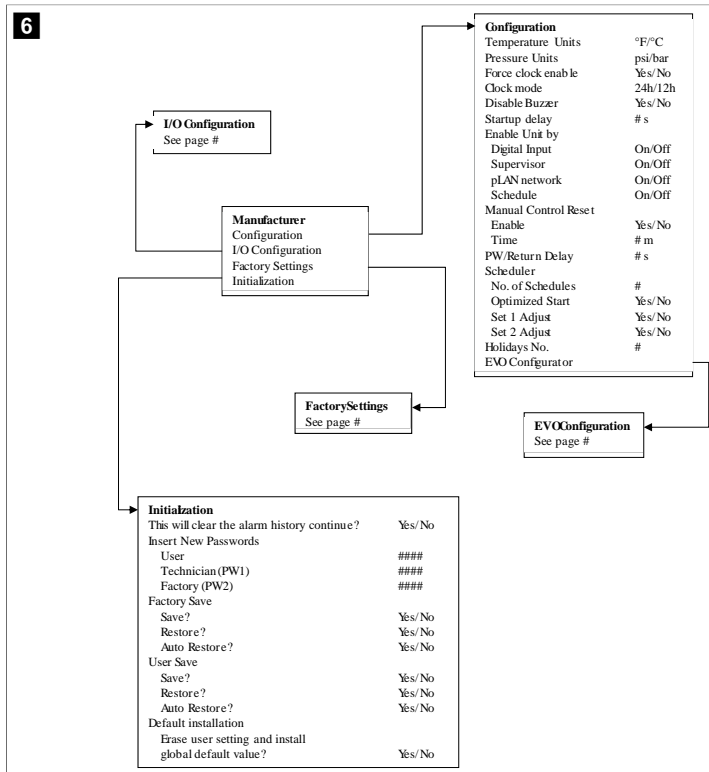 6
Configuration
Temperature Units °F/°C
Pressure Units psi/bar
Force clock enable Yes/No
Clock mode 24h/12h
Disable Buzzer Yes/No
Startup delay # s
Enable Unit by
Digital Input On/Off
Supervisor On/Off
pLAN network On/Off
Schedule On/Off
Manual Control Reset
Enable Yes/No
Time # m
PW/Return Delay # s
Scheduler
No. of Schedules #
Optimized Start Yes/No
Set 1 Adjust Yes/No
Set 2 Adjust Yes/No
Holidays No. #
EVO Configurator
I/O Configuration
See page #
Manufacturer
Configuration
I/O Configuration
Factory Settings
Initialization
FactorySettings
See page #
EVOConfiguration
See page #
Initialzation
This will clear the alarm history continue? Yes/No
Insert New Passwords
User ####
Technician (PW1) ####
Factory (PW2) ####
Factory Save
Save? Yes/No
Restore? Yes/No
Auto Restore? Yes/No
User Save
Save? Yes/No
Restore? Yes/No
Auto Restore? Yes/No
Default installation
Erase user setting and install
global default value? Yes/No